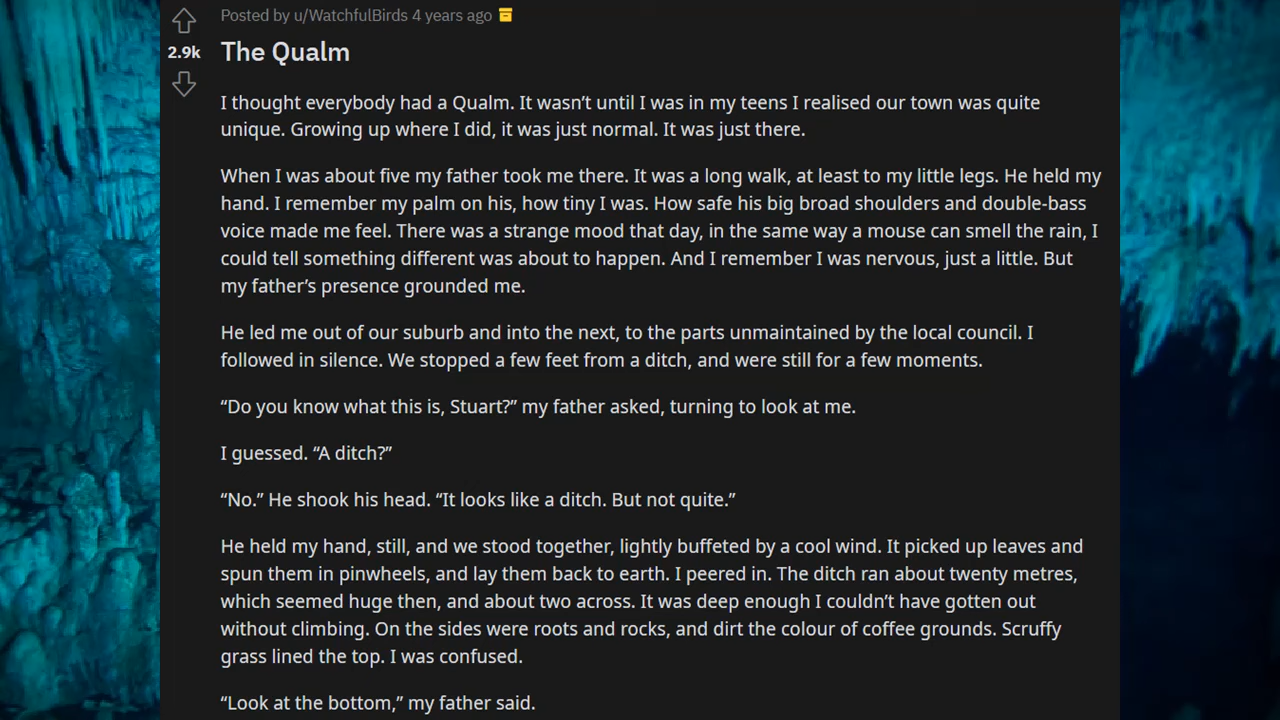 Posted by u/WatchfulBirds 4 years ago
2.9k
The Qualm
I thought everybody had a Qualm. It wasn’t until I was in my teens I realised our town was quite
unique. Growing up where I did, it was just normal. It was just there.
When I was about five my father took me there. It was a long walk, at least to my little legs. He held my
hand. I remember my palm on his, how tiny I was. How safe his big broad shoulders and double-bass
voice made me feel. There was a strange mood that day, in the same way a mouse can smell the rain, I
could tell something different was about to happen. And I remember I was nervous, just a little. But
my father’s presence grounded me.
He led me out of our suburb and into the next, to the parts unmaintained by the local council. I
followed in silence. We stopped a few feet from a ditch, and were still for a few moments.
“Do you know what this is, Stuart?” my father asked, turning to look at me.
I guessed. “A ditch?”
“No.” He shook his head. “It looks like a ditch. But not quite.”
He held my hand, still, and we stood together, lightly buffeted by a cool wind. It picked up leaves and
spun them in pinwheels, and lay them back to earth. I peered in. The ditch ran about twenty metres,
which seemed huge then, and about two across. It was deep enough I couldn’t have gotten out
without climbing. On the sides were roots and rocks, and dirt the colour of coffee grounds. Scruffy
grass lined the top. I was confused.
“Look at the bottom,” my father said.